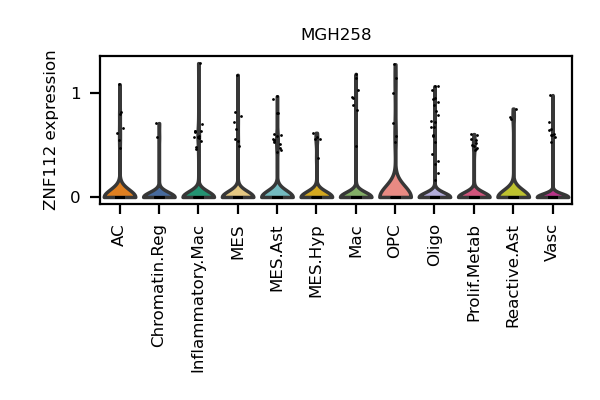 MGH258
ZNF112 expression
1
0
AC
Chromatin.Reg
Inflammatory.Mac
MES
MES.Ast
MES.Hyp
Mac
OPC
Oligo
Prolif.Metab
Reactive.Ast
Vasc